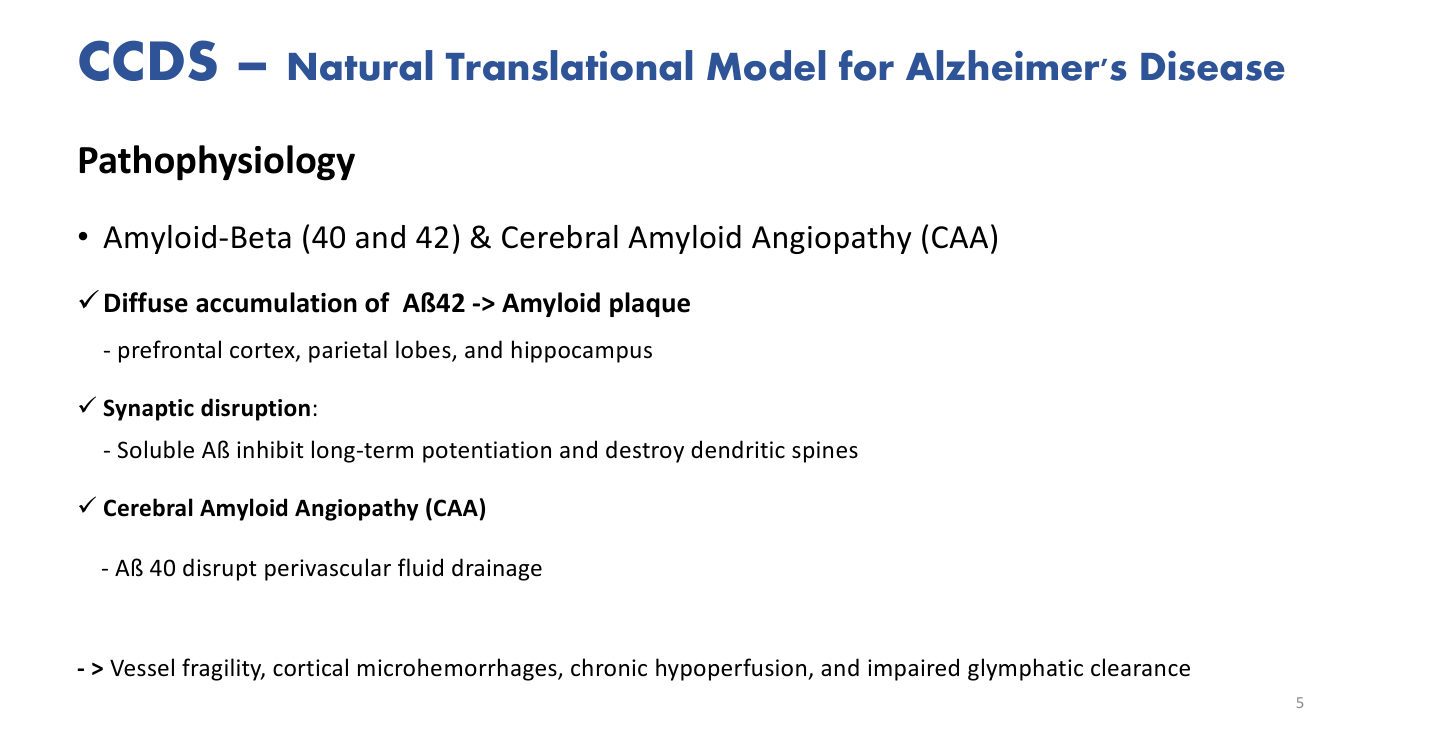 CCDS – Natural Translational Model for Alzheimer's Disease
Pathophysiology
• Amyloid-Beta (40 and 42) & Cerebral Amyloid Angiopathy (CAA)
✓ Diffuse accumulation of  Aß42 -> Amyloid plaque
- prefrontal cortex, parietal lobes, and hippocampus
✓ Synaptic disruption:
- Soluble Aß inhibit long-term potentiation and destroy dendritic spines
✓ Cerebral Amyloid Angiopathy (CAA)
- Aß 40 disrupt perivascular fluid drainage
- > Vessel fragility, cortical microhemorrhages, chronic hypoperfusion, and impaired glymphatic clearance
5